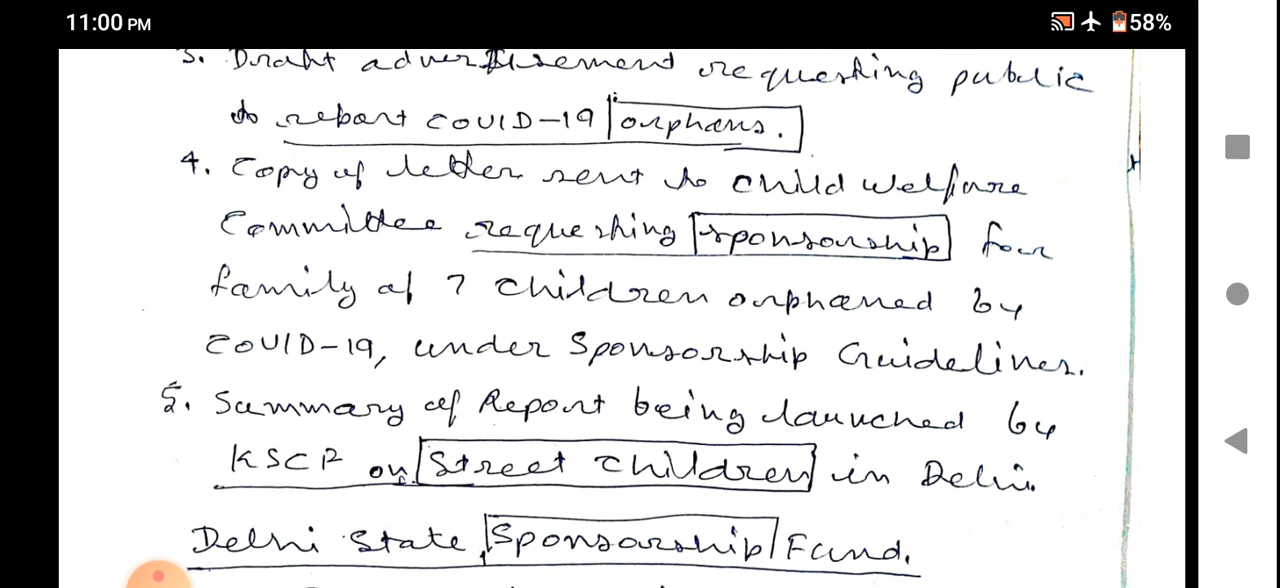 11:00 PM 58%
3. Draft advertisement requesting public
to report COVID-19 orphans.
4. Copy of letter sent to child welfare
Committee requesting sponsorship for
family of 7 children orphaned by
COVID-19, under Sponsorship Guidelines.
5. Summary of Report being launched by
KSCF on Street Children in Delhi.
Delhi State Sponsorship Fund.